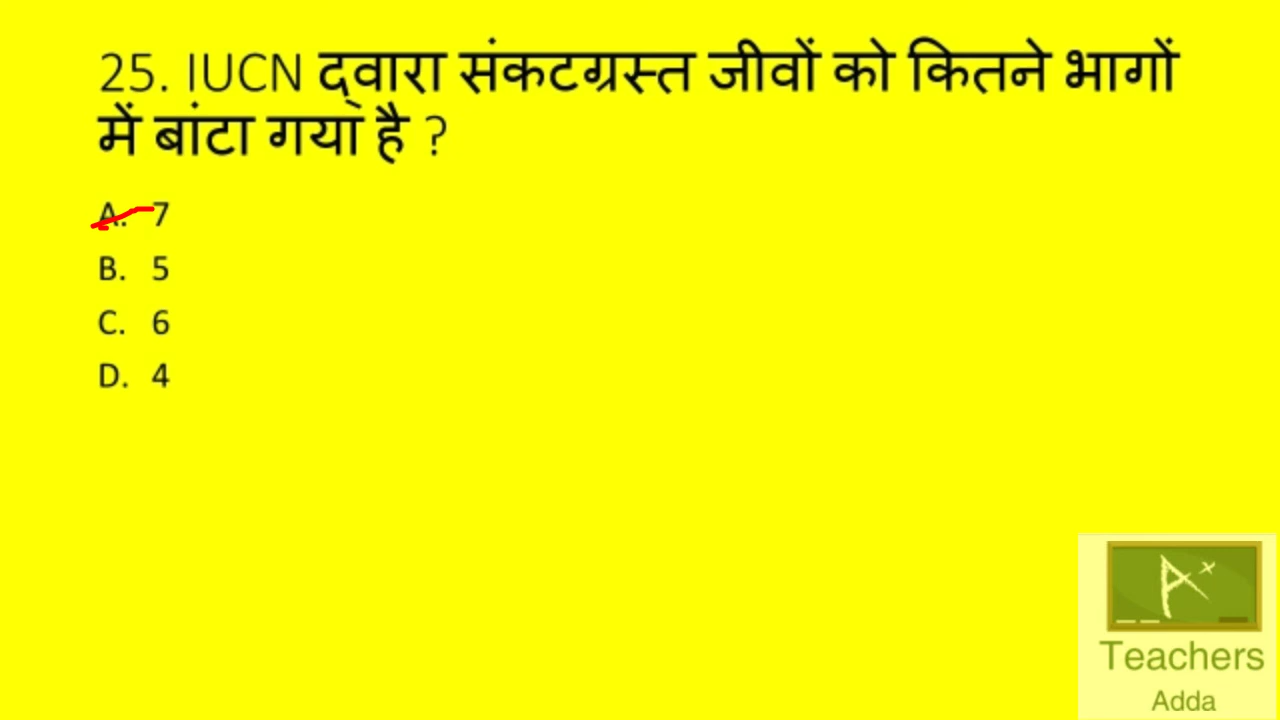 25. IUCN द्वारा संकटग्रस्त जीवों को कितने भागों
में बांटा गया है ?
A. 7
B. 5
C. 6
D. 4
A+
Teachers
Adda